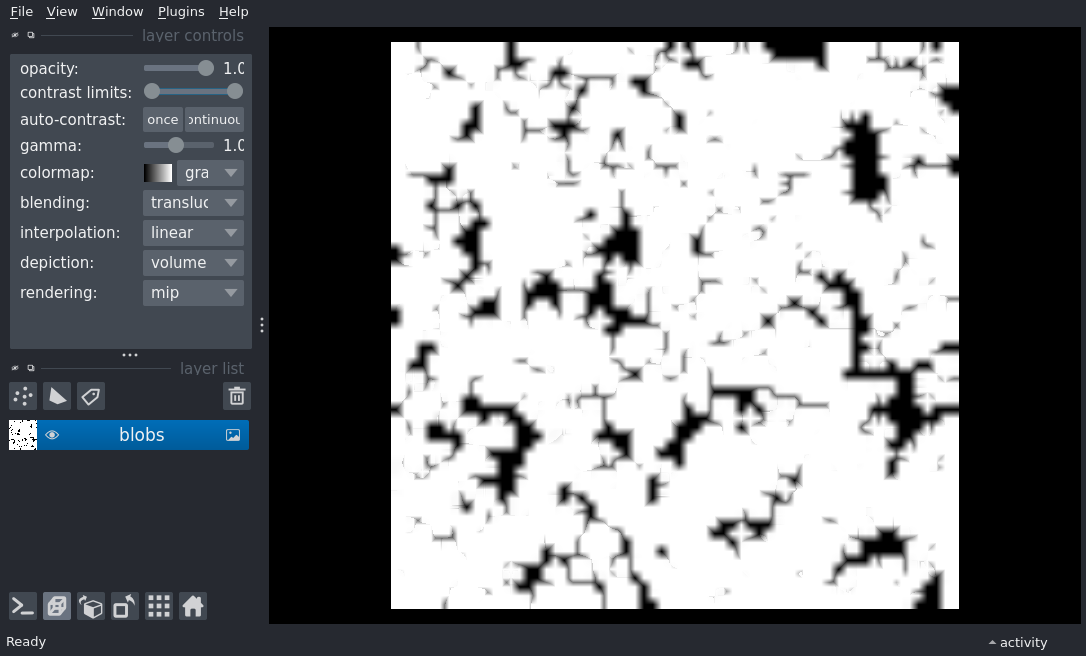 File View Window Plugins Help
layer controls
opacity: 1.0
contrast limits:
auto-contrast: once ontinuou
gamma: 1.0
colormap: gra
blending: transluc
interpolation: linear
depiction: volume
rendering: mip
layer list
blobs
Ready
activity